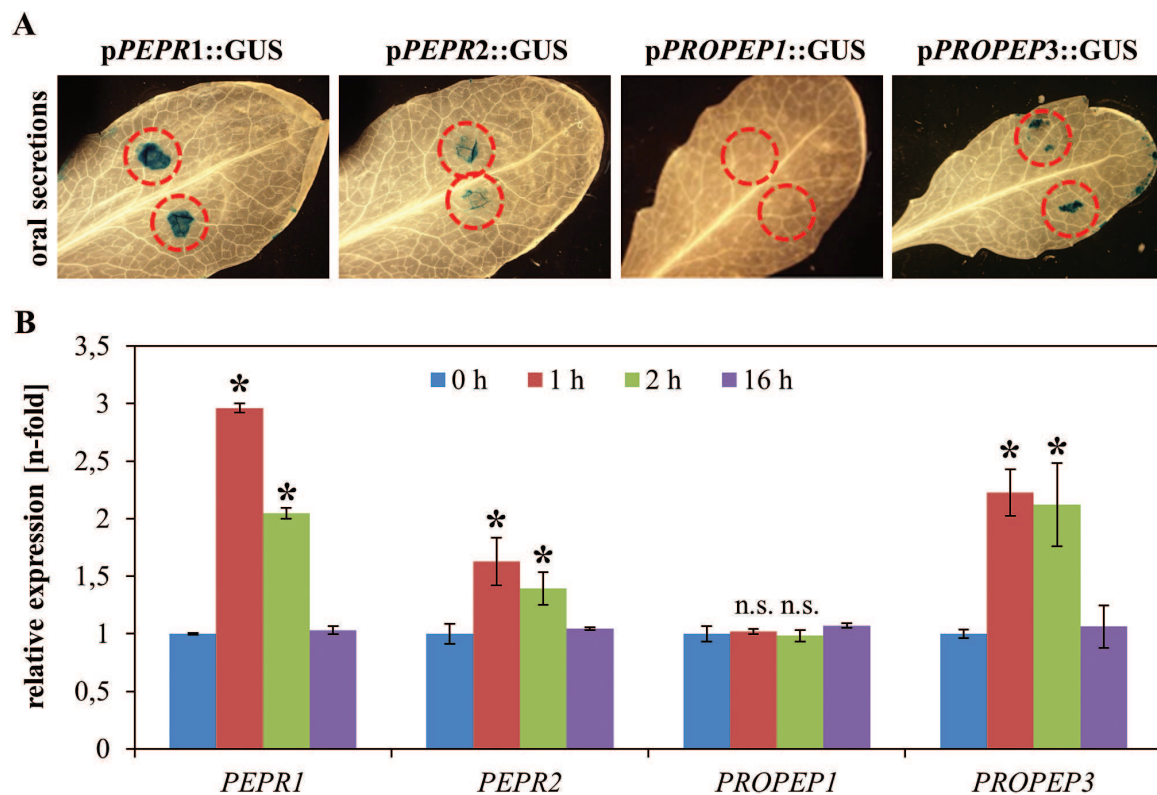 A
pPEPR1::GUS pPEPR2::GUS pPROPEP1::GUS pPROPEP3::GUS
oral secretions
B
relative expression [n-fold]
3,5
3
2,5
2
1,5
1
0,5
0
0 h 1 h 2 h 16 h
* * * * n.s. n.s. * *
PEPR1 PEPR2 PROPEP1 PROPEP3